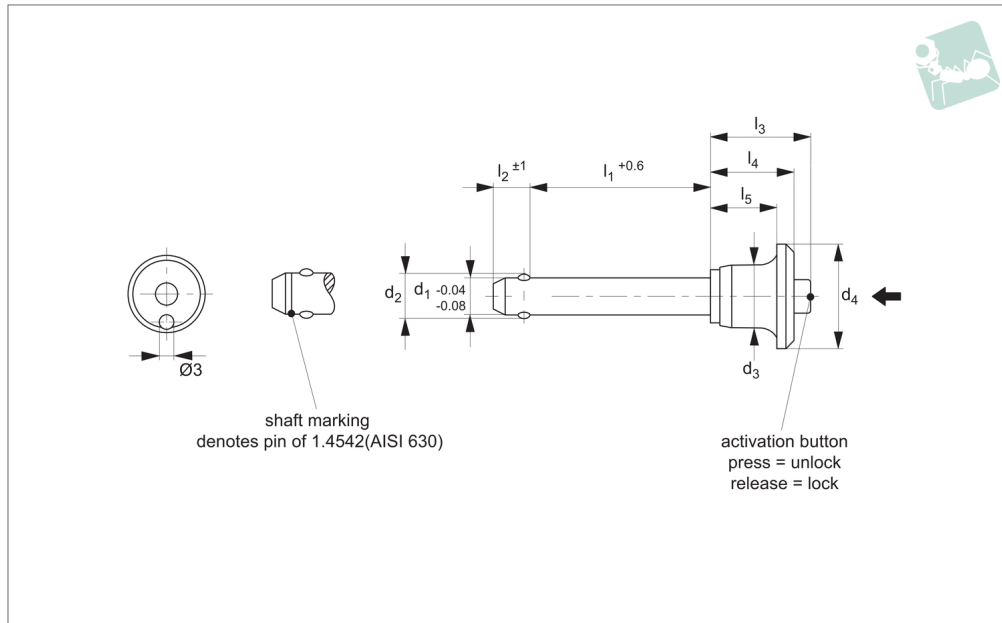 l3
l4
l5
l2 ±1
l1 +0.6
d2
d1 -0.04
-0.08
d3
d4
Ø3
shaft marking
denotes pin of 1.4542(AISI 630)
activation button
press = unlock
release = lock